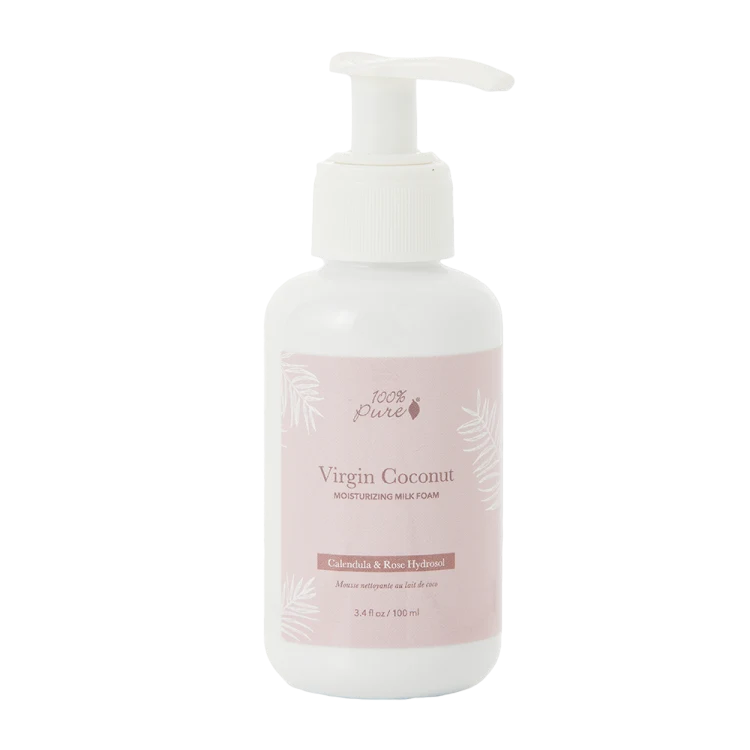 100%
Pure®
Virgin Coconut
MOISTURIZING MILK FOAM
Calendula & Rose Hydrosol
Mousse nettoyante au lait de coco
3.4 fl oz / 100 ml